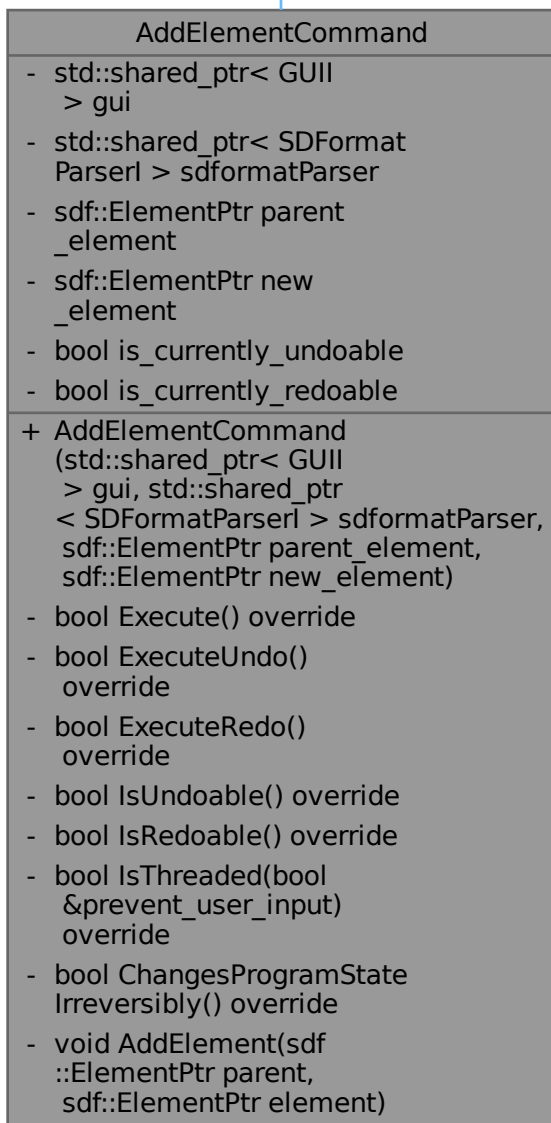 AddElementCommand
- std::shared_ptr< GUII
> gui
- std::shared_ptr< SDFormat
ParserI > sdformatParser
- sdf::ElementPtr parent
_element
- sdf::ElementPtr new
_element
- bool is_currently_undoable
- bool is_currently_redoable
+ AddElementCommand
(std::shared_ptr< GUII
> gui, std::shared_ptr
< SDFormatParserI > sdformatParser,
sdf::ElementPtr parent_element,
sdf::ElementPtr new_element)
- bool Execute() override
- bool ExecuteUndo()
override
- bool ExecuteRedo()
override
- bool IsUndoable() override
- bool IsRedoable() override
- bool IsThreaded(bool
&prevent_user_input)
override
- bool ChangesProgramState
Irreversibly() override
- void AddElement(sdf
::ElementPtr parent,
sdf::ElementPtr element)